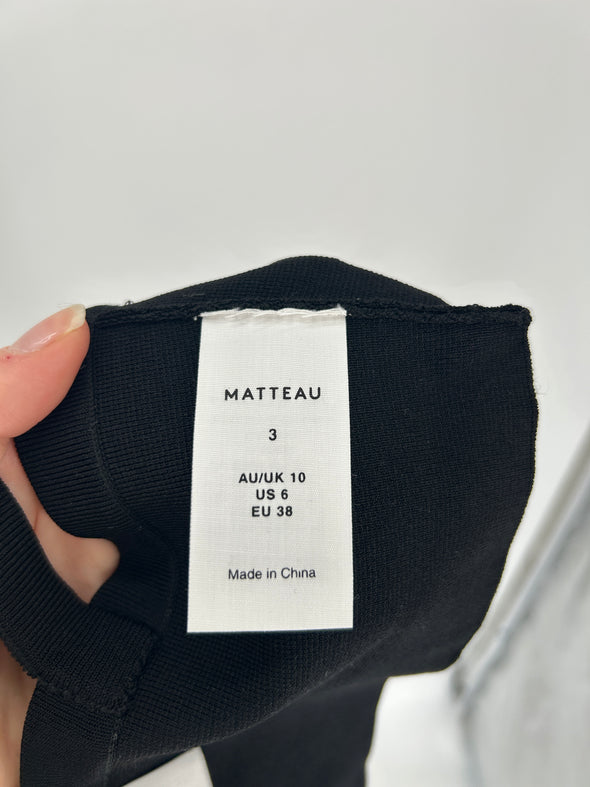 MATTEAU
3
AU/UK 10
US 6
EU 38
Made in China